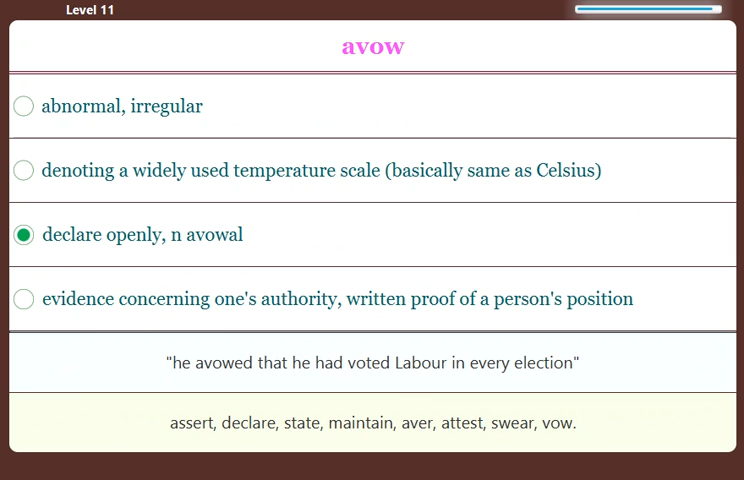 Level 11
avow
abnormal, irregular
denoting a widely used temperature scale (basically same as Celsius)
declare openly, n avowal
evidence concerning one's authority, written proof of a person's position
"he avowed that he had voted Labour in every election"
assert, declare, state, maintain, aver, attest, swear, vow.